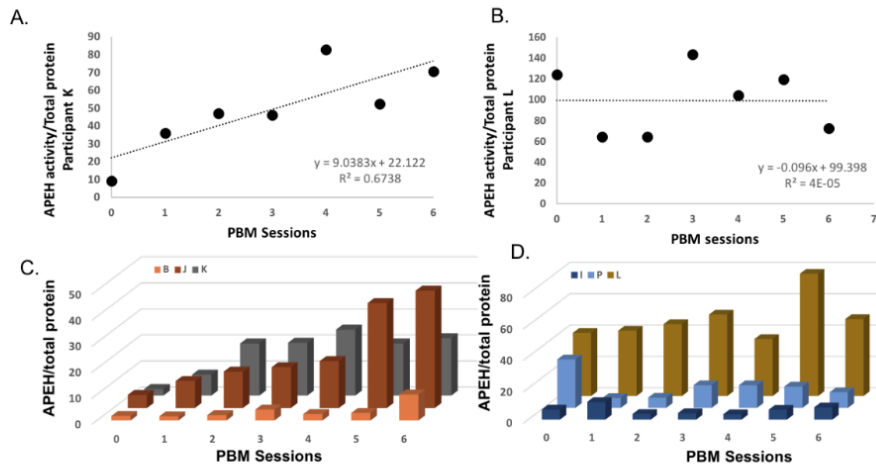 A.
APEH activity/Total protein
Participant K
90
80
70
60
50
40
30
20
10
0
0 1 2 3 4 5 6
y = 9.0383x + 22.122
R² = 0.6738
PBM Sessions
B.
APEH activity/Total protein
Participant L
160
140
120
100
80
60
40
20
0
0 1 2 3 4 5 6 7
y = -0.096x + 99.398
R² = 4E-05
PBM sessions
C.
B J K
APEH/total protein
50
40
30
20
10
0
0 1 2 3 4 5 6
PBM Sessions
D.
I P L
APEH/total protein
80
60
40
20
0
0 1 2 3 4 5 6
PBM Sessions